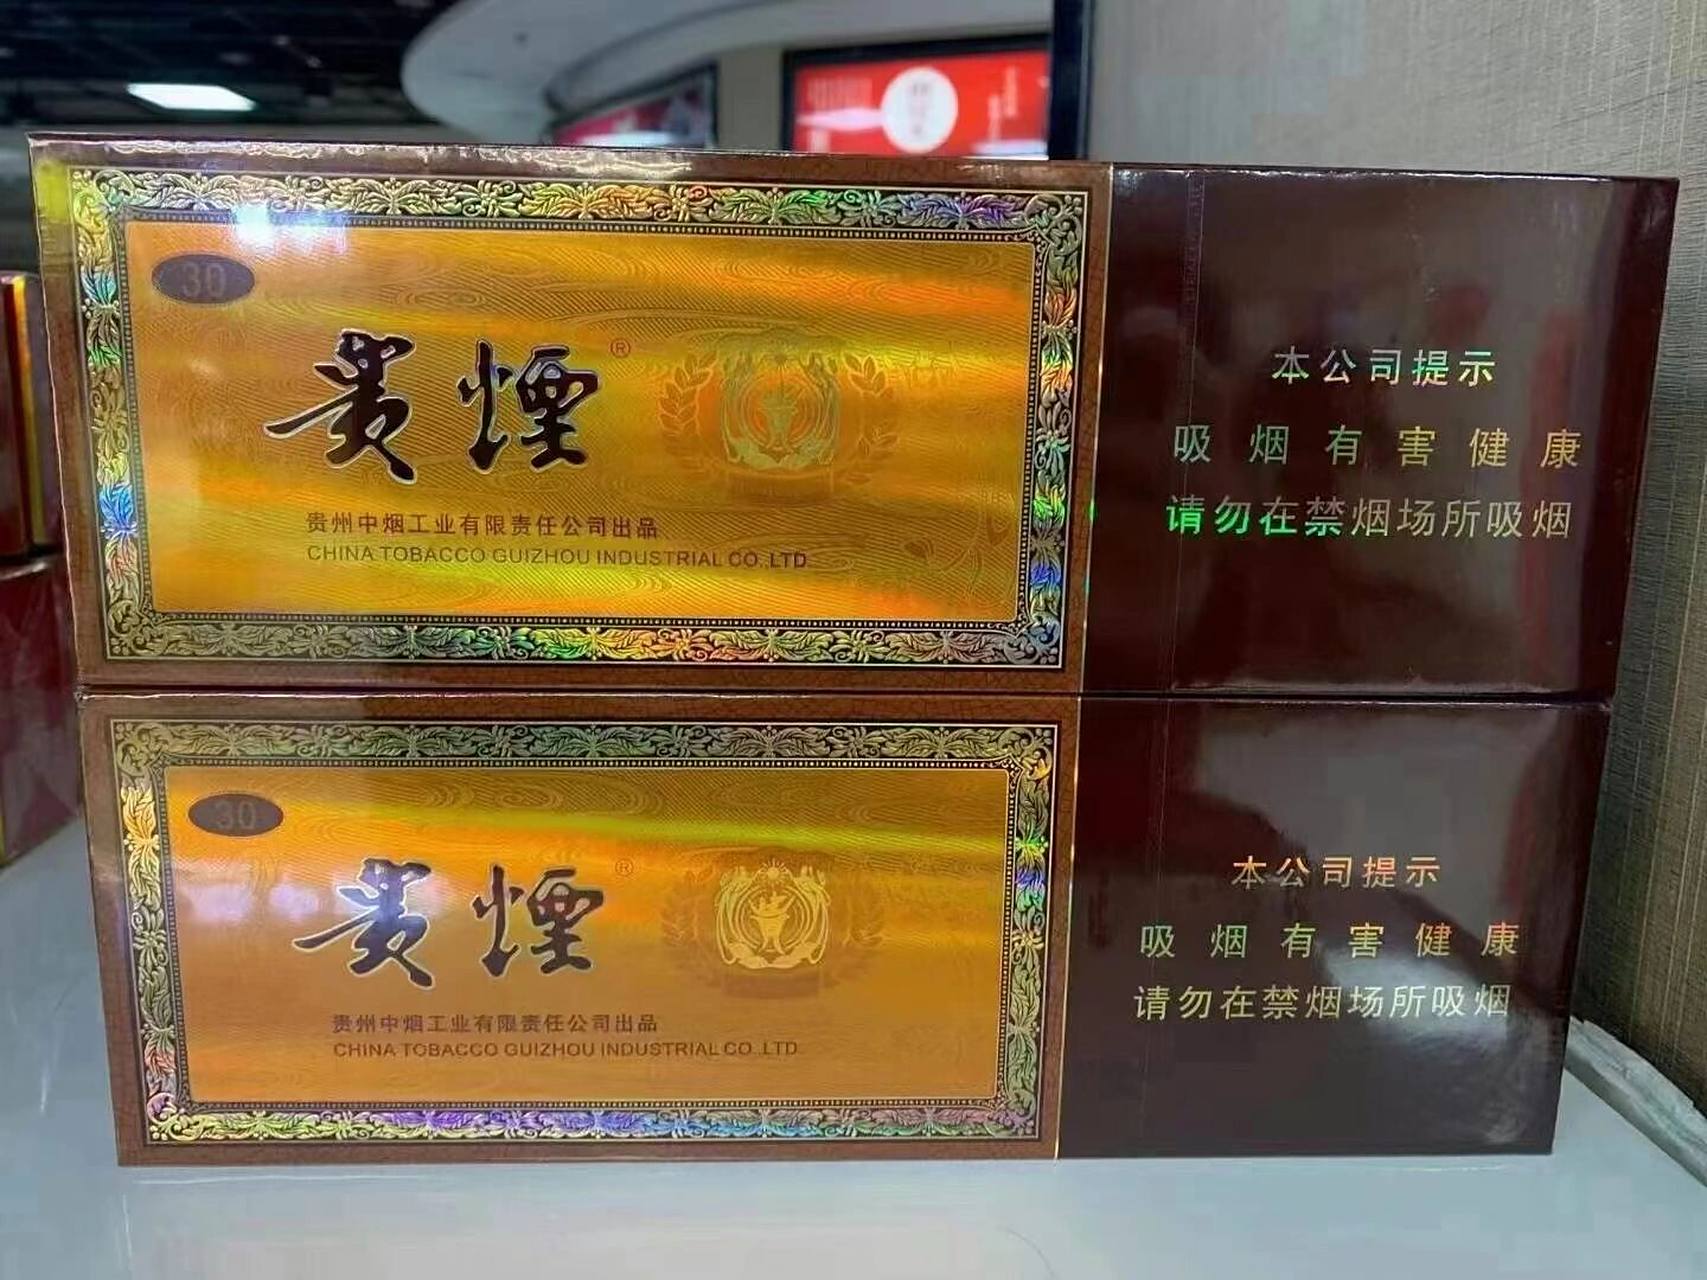 30
贵煙®
贵州中烟工业有限责任公司出品
CHINA TOBACCO GUIZHOU INDUSTRIAL CO.,LTD
本公司提示
吸烟有害健康
请勿在禁烟场所吸烟
30
贵煙®
贵州中烟工业有限责任公司出品
CHINA TOBACCO GUIZHOU INDUSTRIAL CO.,LTD
本公司提示
吸烟有害健康
请勿在禁烟场所吸烟